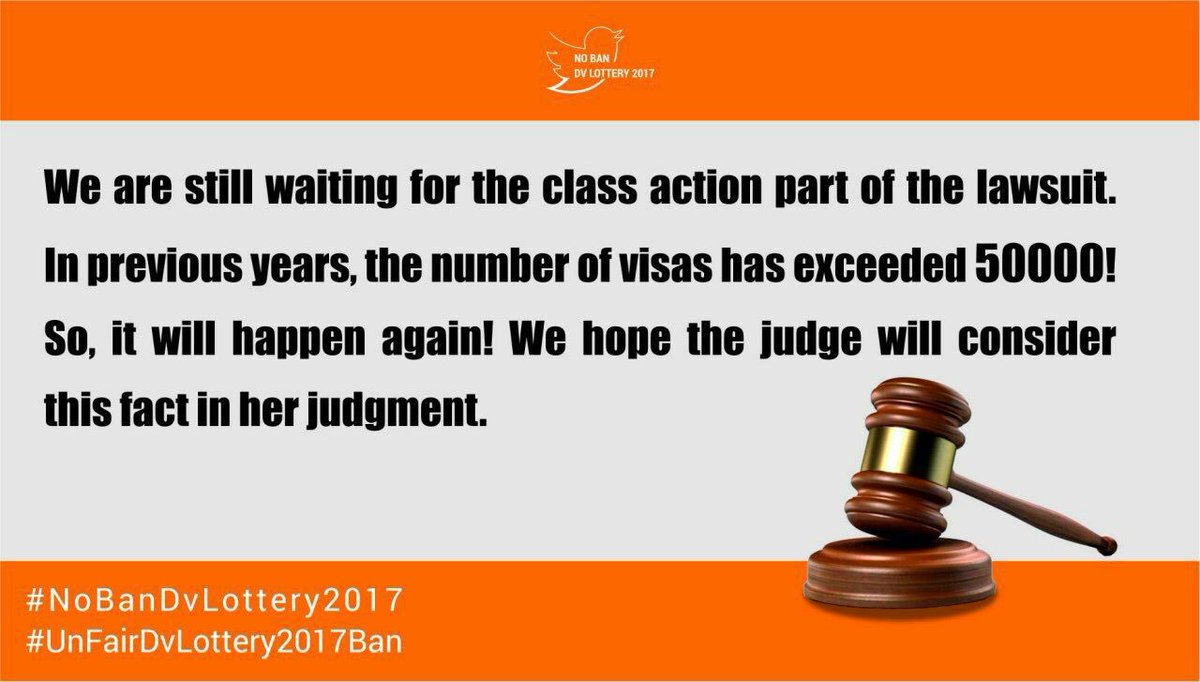 NO BAN
DV LOTTERY 2017
We are still waiting for the class action part of the lawsuit.
In previous years, the number of visas has exceeded 50000!
So, it will happen again! We hope the judge will consider
this fact in her judgment.
#NoBanDvLottery2017
#UnFairDvLottery2017Ban